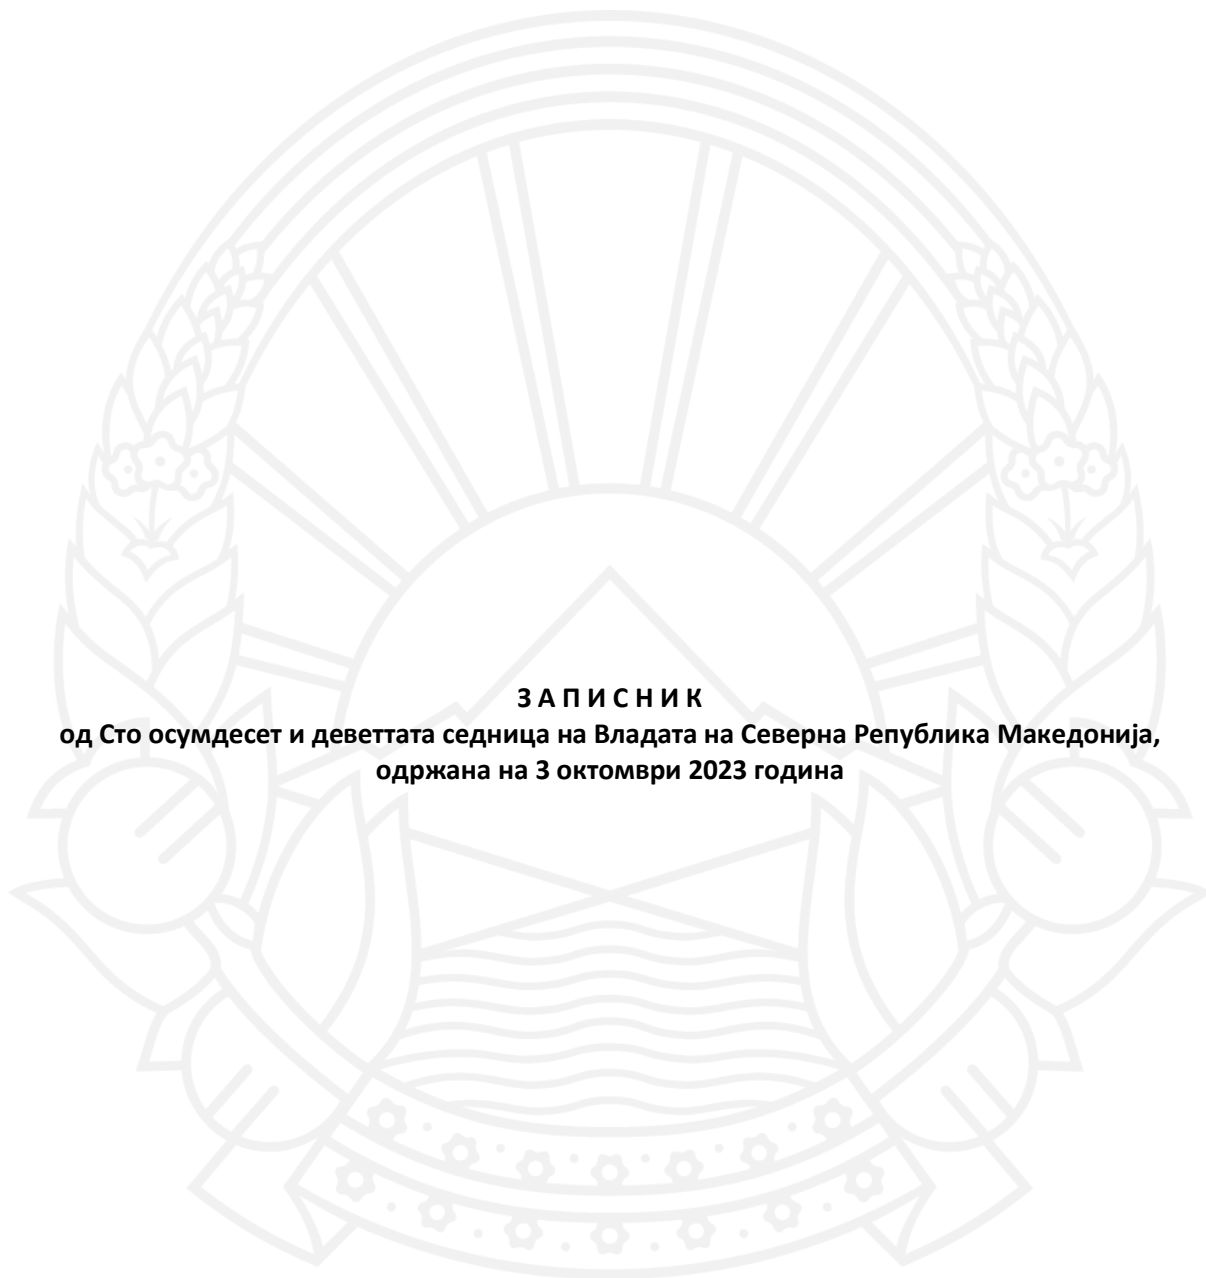 З А П И С Н И К
од Сто осумдесет и деветтата седница на Владата на Северна Република Македонија,
одржана на 3 октомври 2023 година